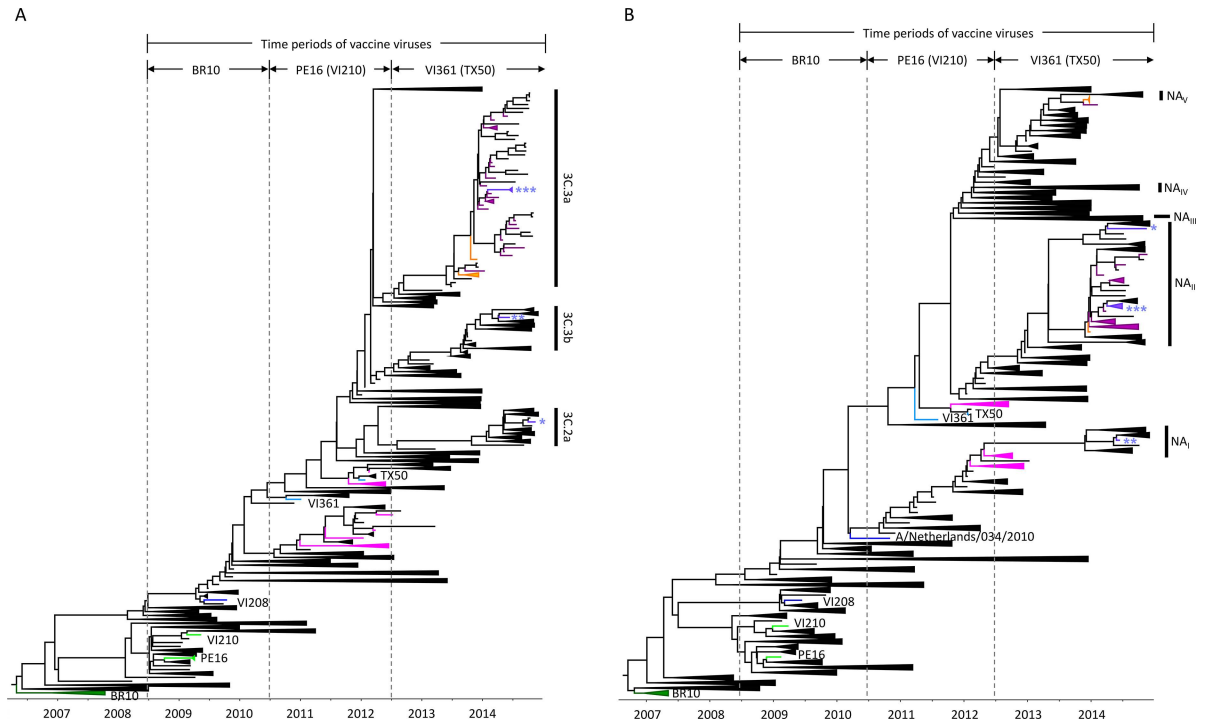 A
Time periods of vaccine viruses
BR10
PE16 (VI210)
VI361 (TX50)
3C.3a
***
3C.3b
**
3C.2a
*
TX50
VI361
VI208
VI210
PE16
BR10
2007
2008
2009
2010
2011
2012
2013
2014
B
Time periods of vaccine viruses
BR10
PE16 (VI210)
VI361 (TX50)
NAV
NAIV
NAIII
*
NAII
***
TX50
VI361
NAI
**
A/Netherlands/034/2010
VI208
VI210
PE16
BR10
2007
2008
2009
2010
2011
2012
2013
2014